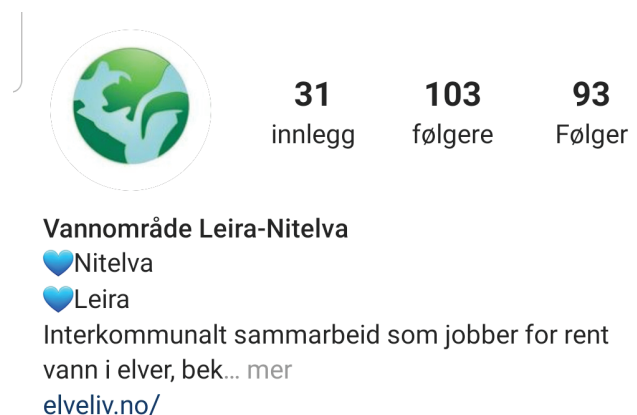 31 103 93
innlegg følgere Følger
Vannområde Leira-Nitelva
💙Nitelva
💙Leira
Interkommunalt sammarbeid som jobber for rent
vann i elver, bek... mer
elveliv.no/